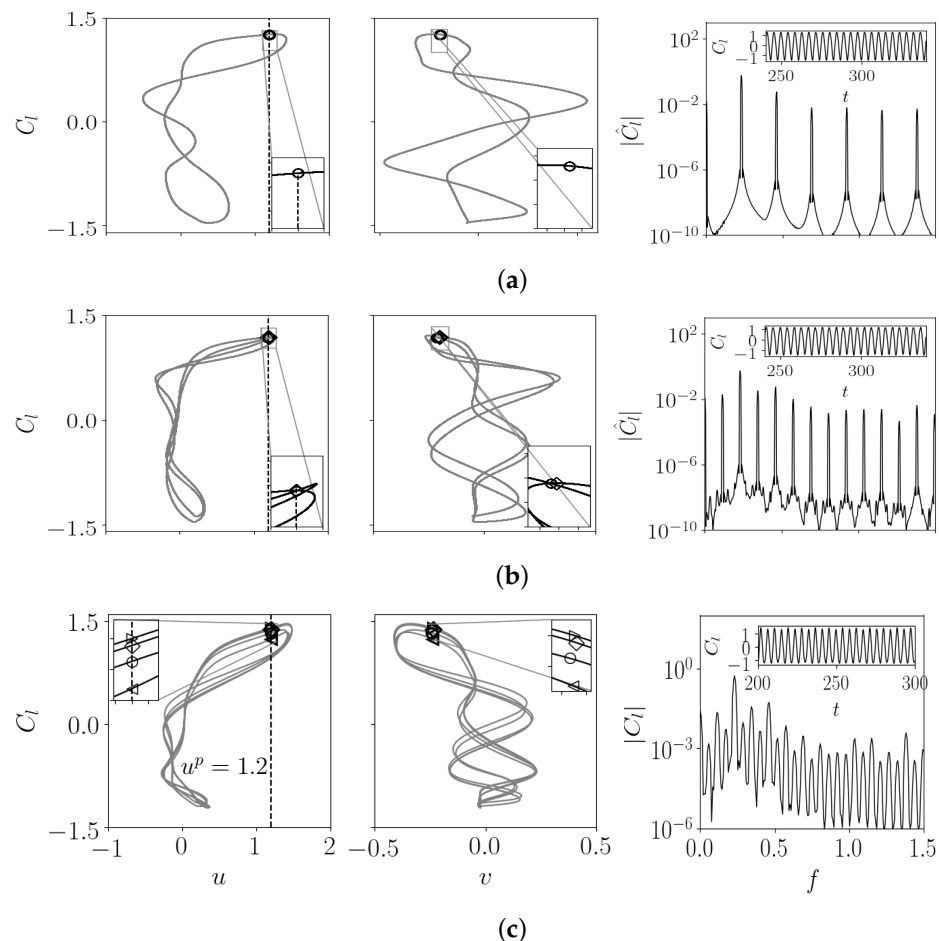 1.5
C_l
0.0
−1.5
10^2
10^{-2}
|Ĉ_l|
10^{-6}
10^{-10}
C_l
1
0
−1
250
300
t
(a)
1.5
C_l
0.0
−1.5
10^2
10^{-2}
|Ĉ_l|
10^{-6}
10^{-10}
C_l
1
0
−1
250
300
t
(b)
1.5
C_l
0.0
−1.5
u^p = 1.2
−1
0
1
2
u
−0.5
0.0
0.5
v
10^0
|C_l|
10^{-3}
10^{-6}
C_l
1
0
−1
200
250
300
t
0.0
0.5
1.0
1.5
f
(c)